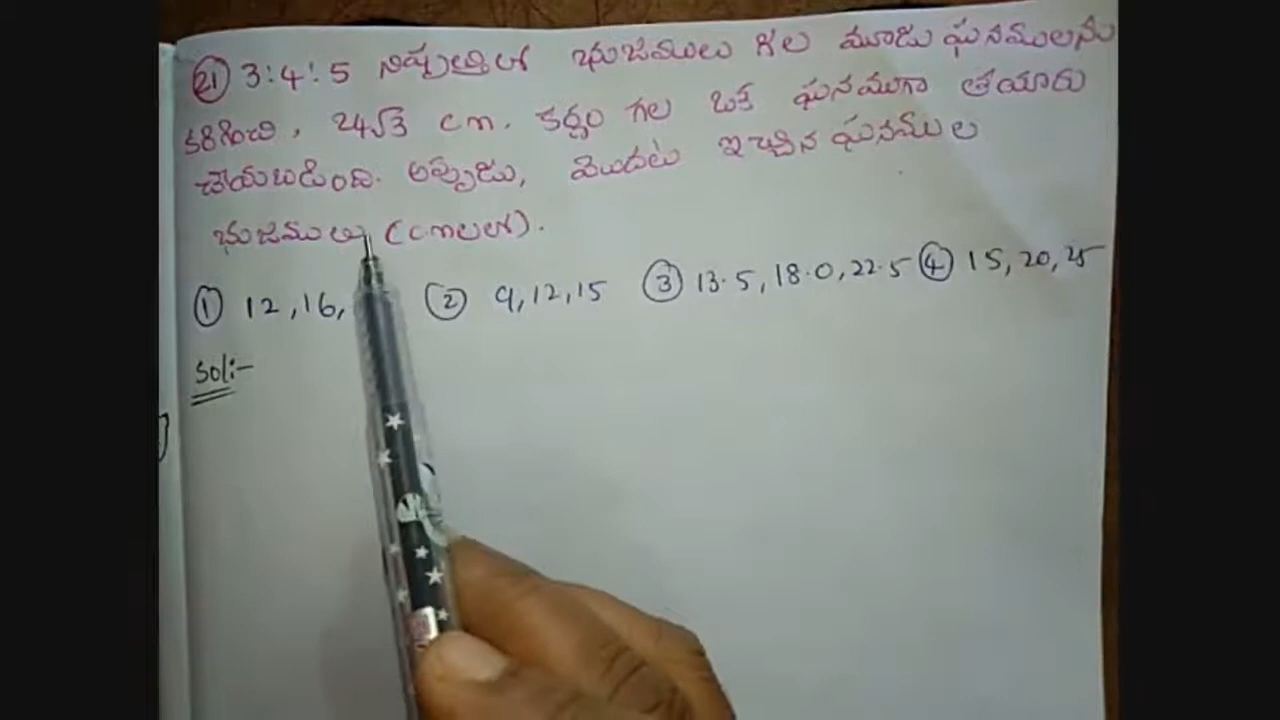 21 3:4:5 నిష్పత్తిలో భుజములు గల మూడు ఘనములను
కరిగించి, 24√3 cm. కర్ణం గల ఒకే ఘనముగా తయారు
చేయబడింది. అప్పుడు, మొదట ఇచ్చిన ఘనముల
భుజములు (cmలలో).
1 12, 16, 2 9, 12, 15 3 13.5, 18.0, 22.5 4 15, 20, 25
Sol:-